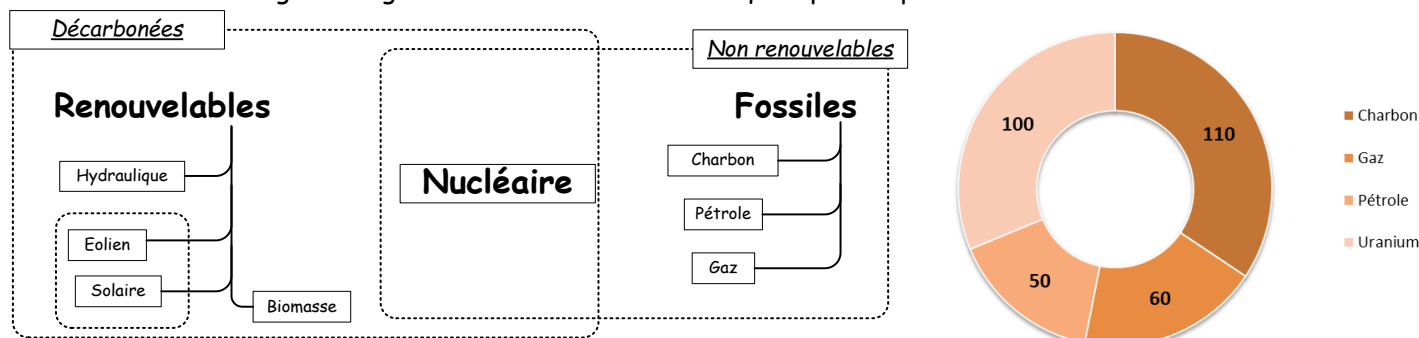 Décarbonées
Non renouvelables
Renouvelables
Hydraulique
Eolien
Solaire
Biomasse
Nucléaire
Fossiles
Charbon
Pétrole
Gaz
100
110
50
60
Charbon
Gaz
Pétrole
Uranium